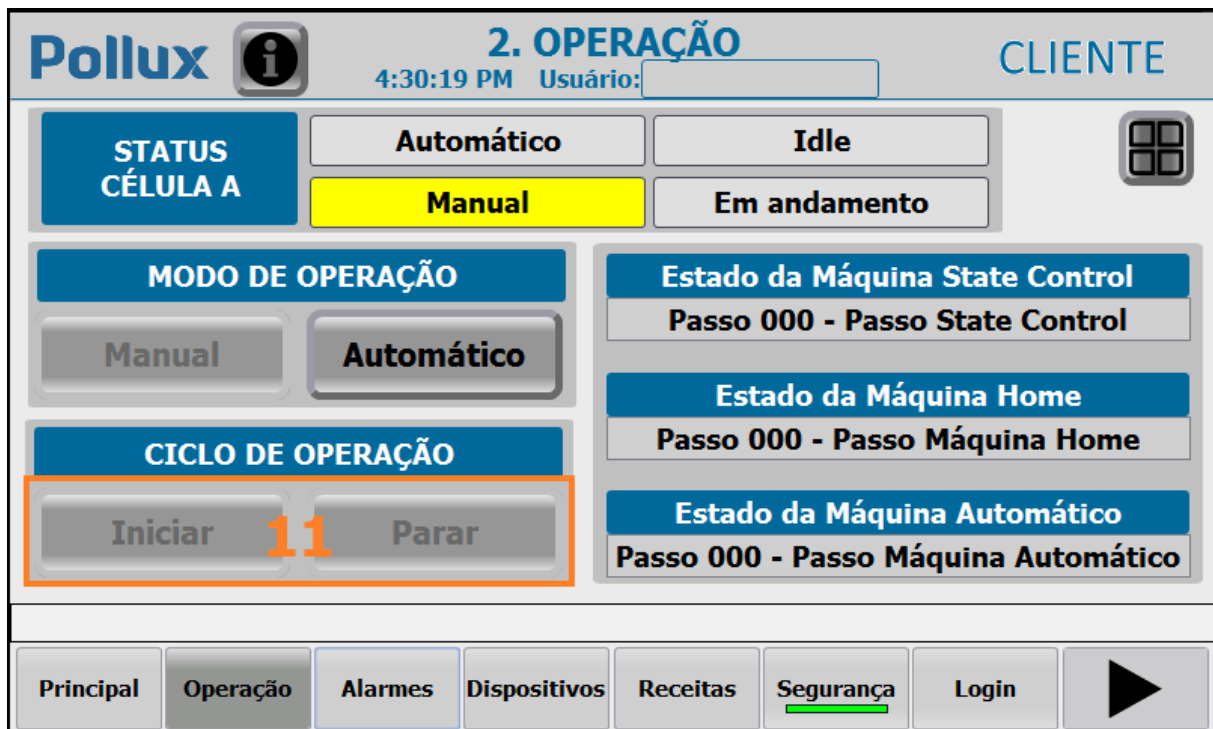 Pollux
2. OPERAÇÃO
4:30:19 PM Usuário:
CLIENTE
STATUS
CÉLULA A
Automático
Idle
Manual
Em andamento
MODO DE OPERAÇÃO
Manual
Automático
CICLO DE OPERAÇÃO
Iniciar
11
Parar
Estado da Máquina State Control
Passo 000 - Passo State Control
Estado da Máquina Home
Passo 000 - Passo Máquina Home
Estado da Máquina Automático
Passo 000 - Passo Máquina Automático
Principal
Operação
Alarmes
Dispositivos
Receitas
Segurança
Login